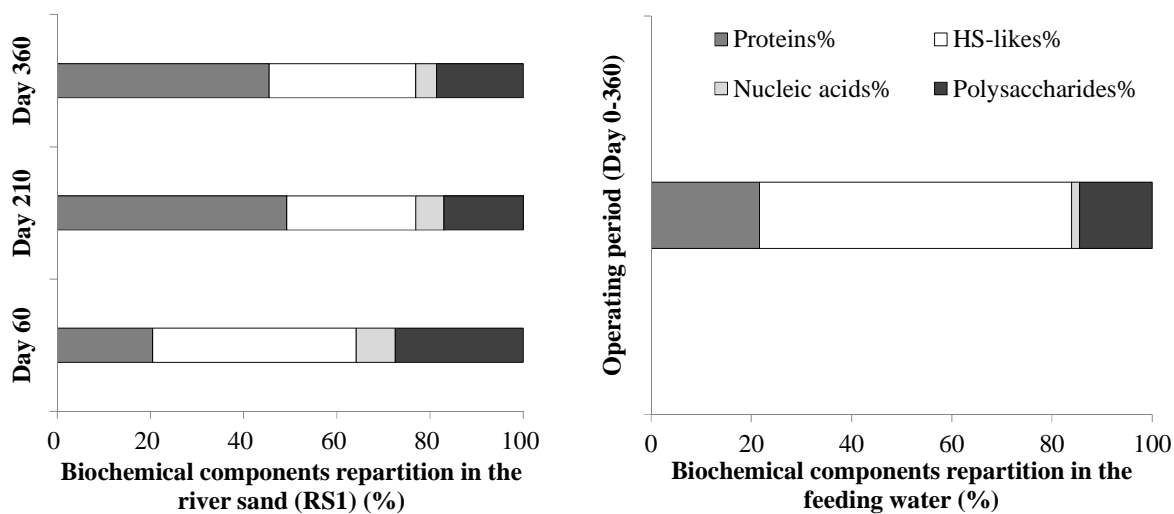 Day 360
Day 210
Day 60
0 20 40 60 80 100
Biochemical components repartition in the
river sand (RS1) (%)
Proteins% HS-likes%
Nucleic acids% Polysaccharides%
Operating period (Day 0-360)
0 20 40 60 80 100
Biochemical components repartition in the
feeding water (%)